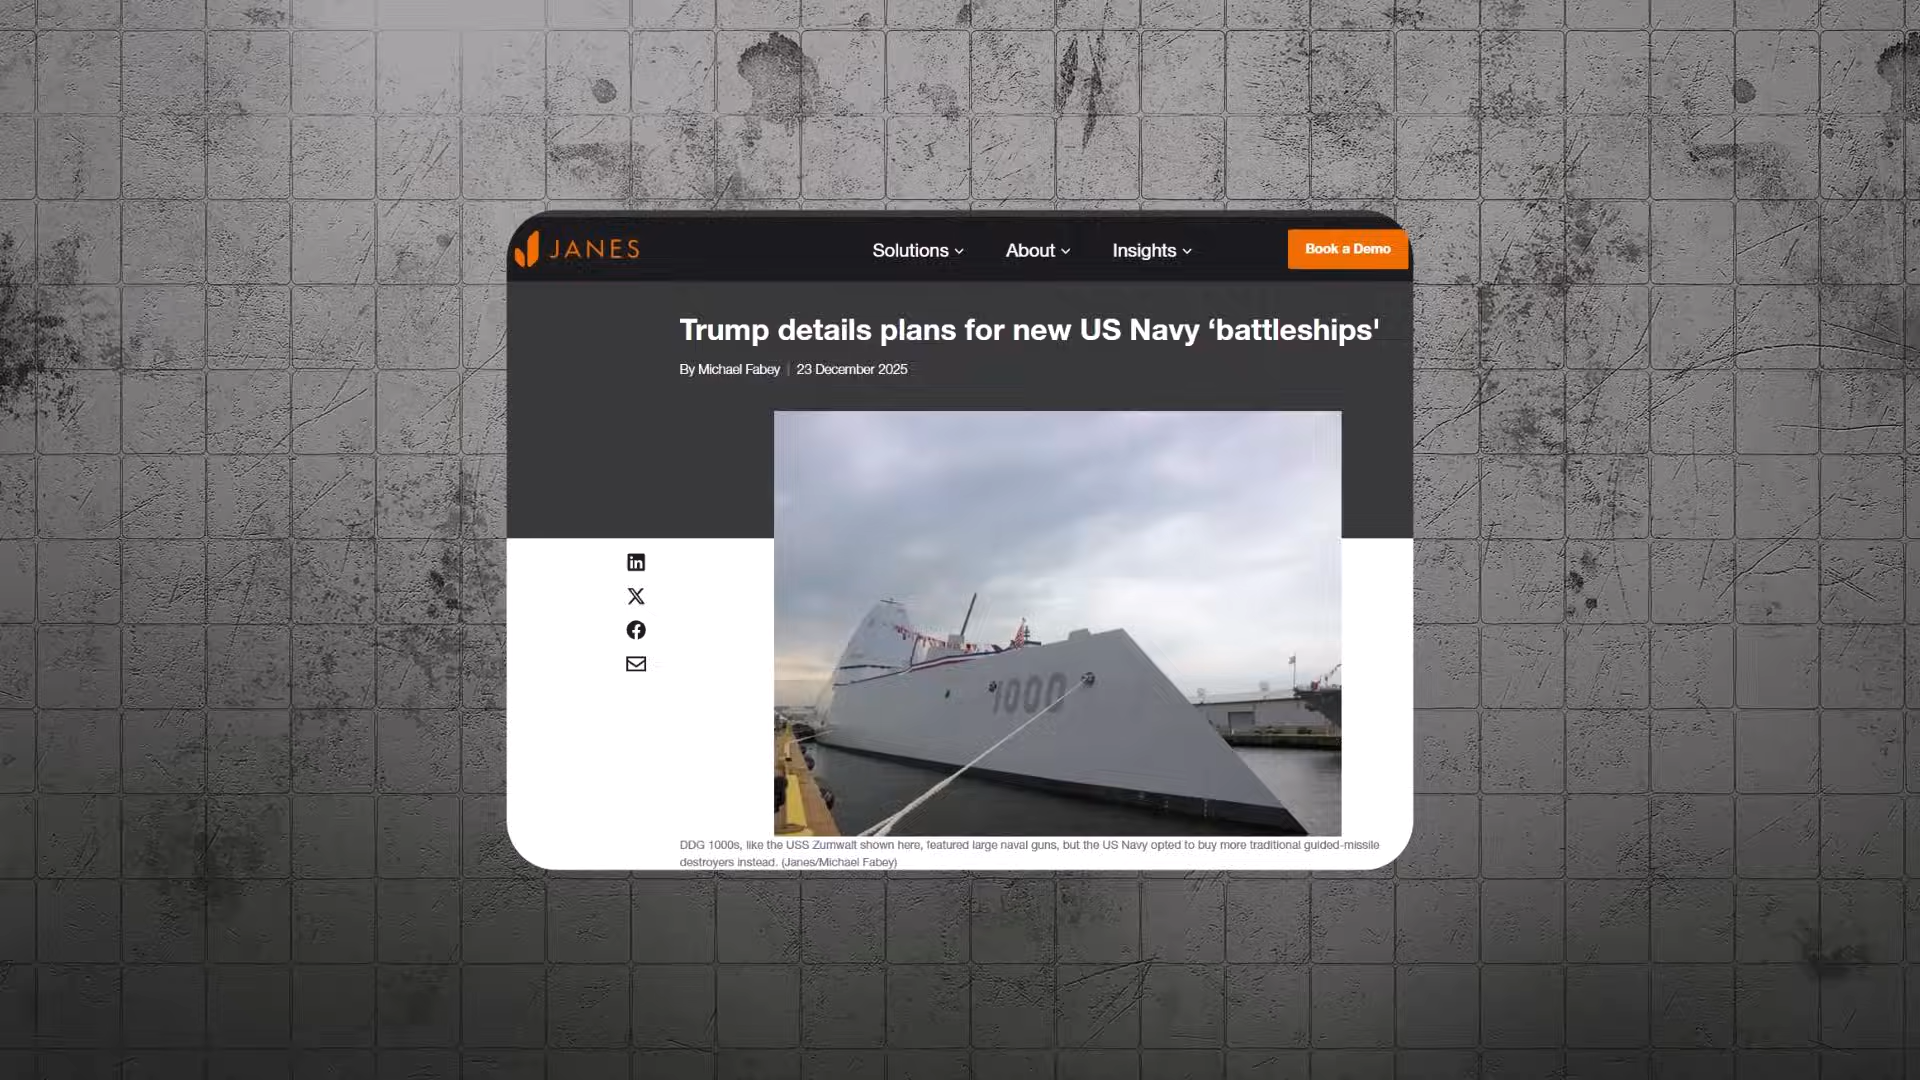 JANES
Solutions
About
Insights
Book a Demo
Trump details plans for new US Navy ‘battleships'
By Michael Fabey | 23 December 2025
1000
DDG 1000s, like the USS Zumwalt shown here, featured large naval guns, but the US Navy opted to buy more traditional guided-missile
destroyers instead. (Janes/Michael Fabey)